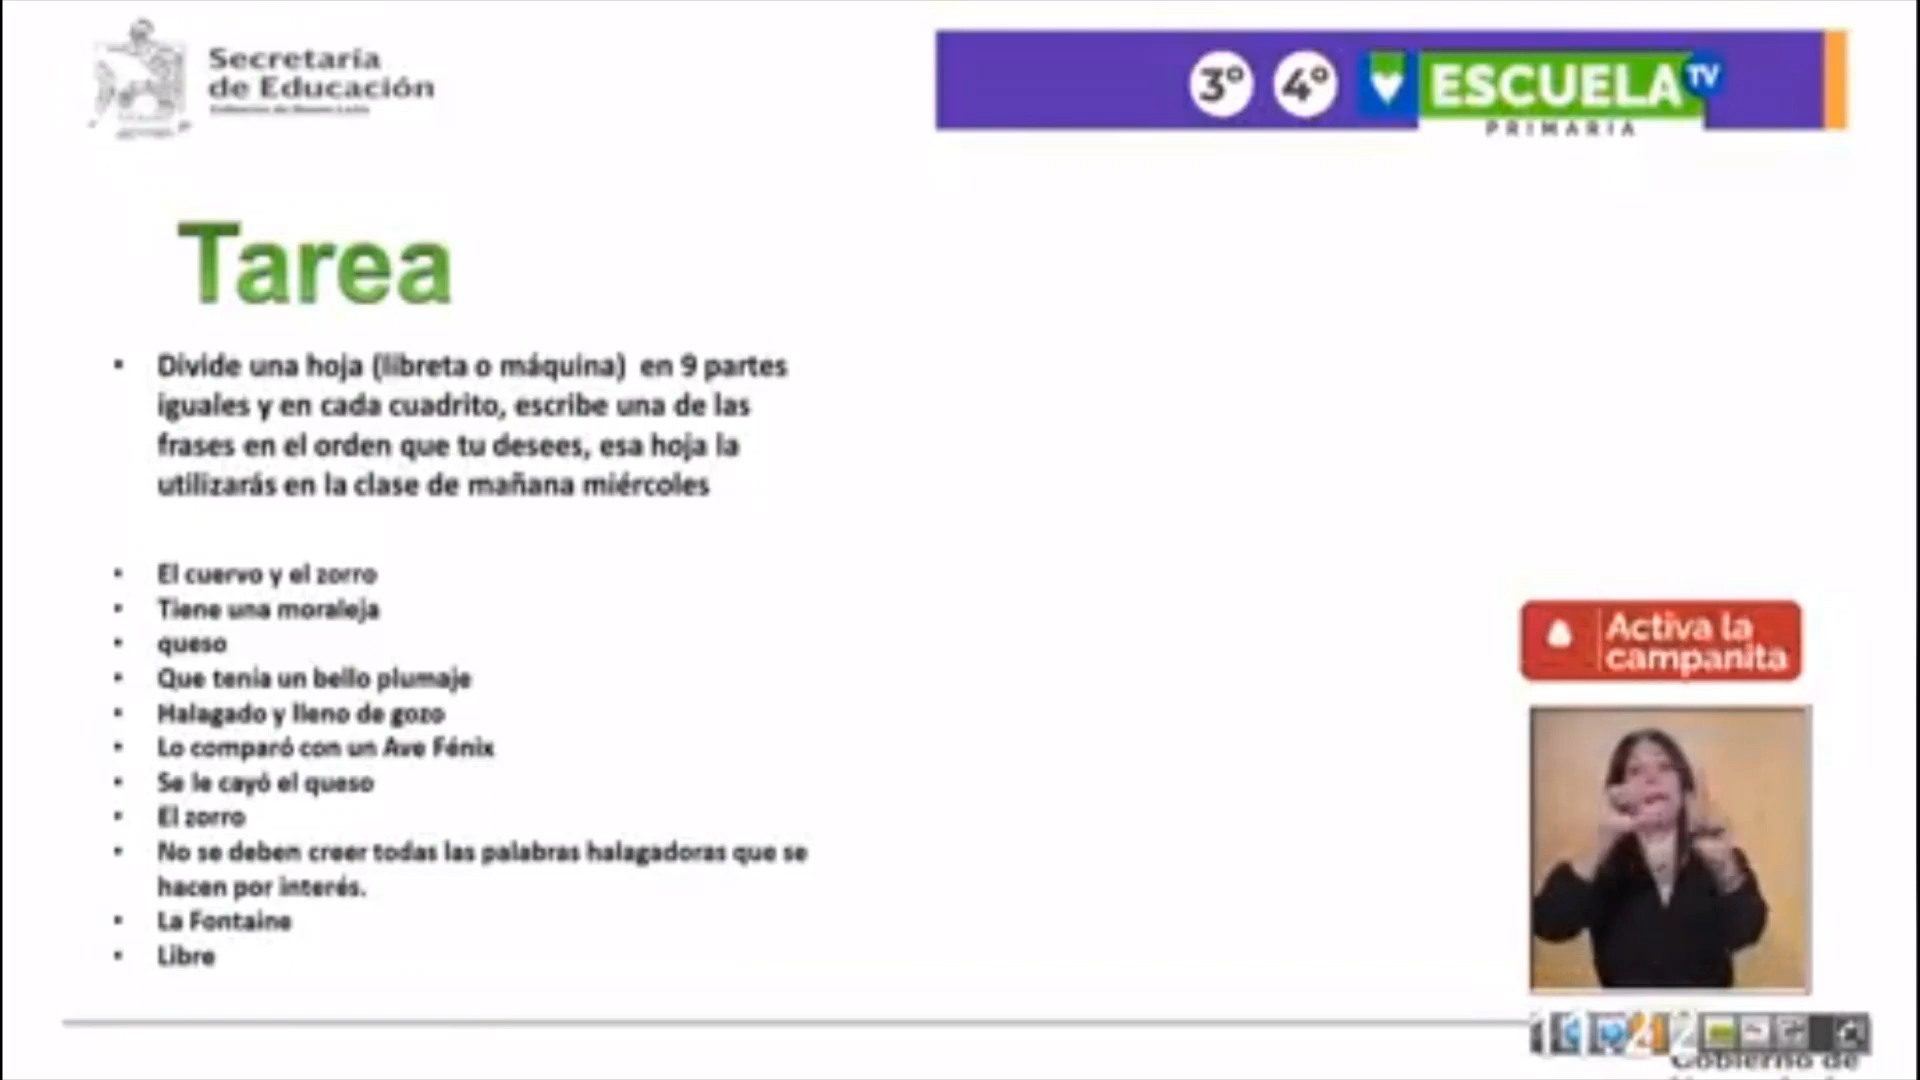 Secretaría
de Educación
Gobierno de Nuevo León
3° 4° ESCUELA TV
PRIMARIA
Tarea
• Divide una hoja (libreta o máquina) en 9 partes
iguales y en cada cuadrito, escribe una de las
frases en el orden que tu desees, esa hoja la
utilizarás en la clase de mañana miércoles
• El cuervo y el zorro
• Tiene una moraleja
• queso
• Que tenía un bello plumaje
• Halagado y lleno de gozo
• Lo comparó con un Ave Fénix
• Se le cayó el queso
• El zorro
• No se deben creer todas las palabras halagadoras que se
hacen por interés.
• La Fontaine
• Libre
Activa la
campanita
Gobierno de